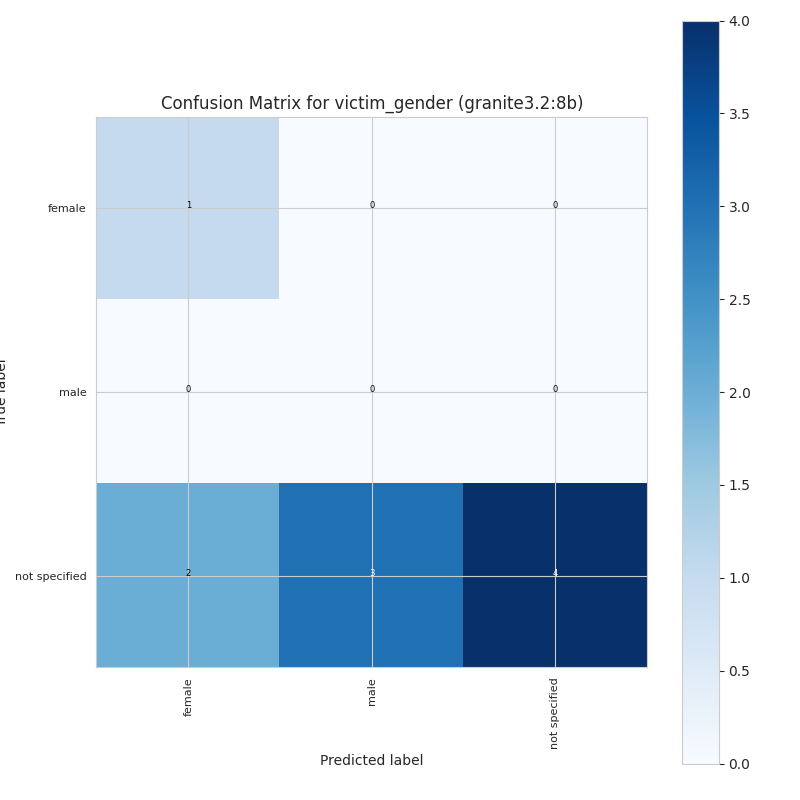 Confusion Matrix for victim_gender (granite3.2:8b)
4.0
3.5
3.0
2.5
2.0
1.5
1.0
0.5
0.0
female
1 0 0
male
0 0 0
not specified
2 3 4
female
male
not specified
Predicted label
label